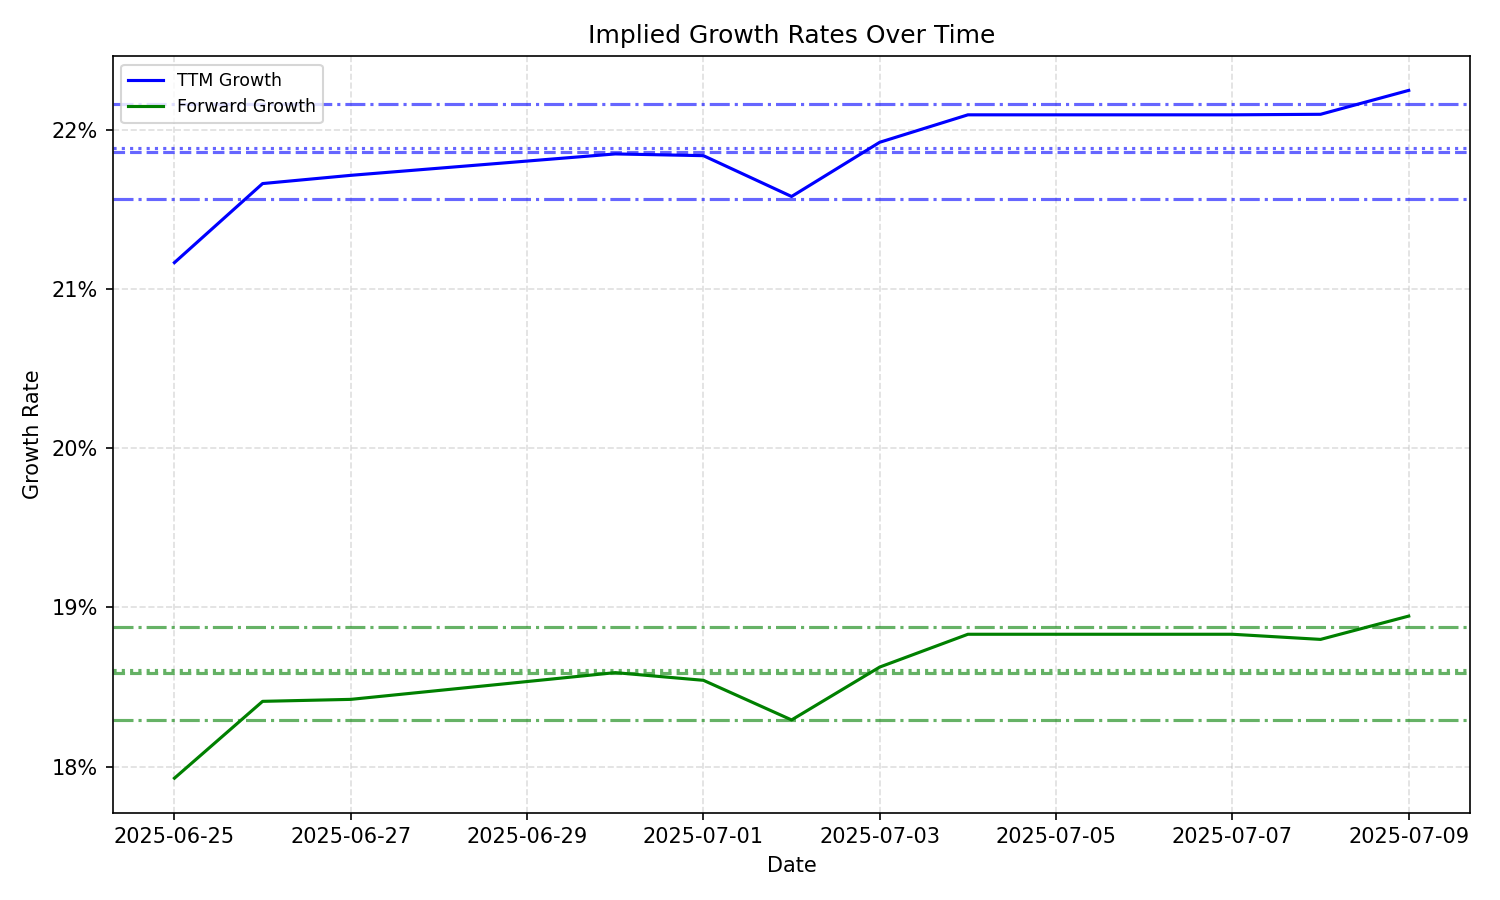 Implied Growth Rates Over Time
TTM Growth
Forward Growth
22%
21%
20%
19%
18%
Growth Rate
2025-06-25
2025-06-27
2025-06-29
2025-07-01
2025-07-03
2025-07-05
2025-07-07
2025-07-09
Date